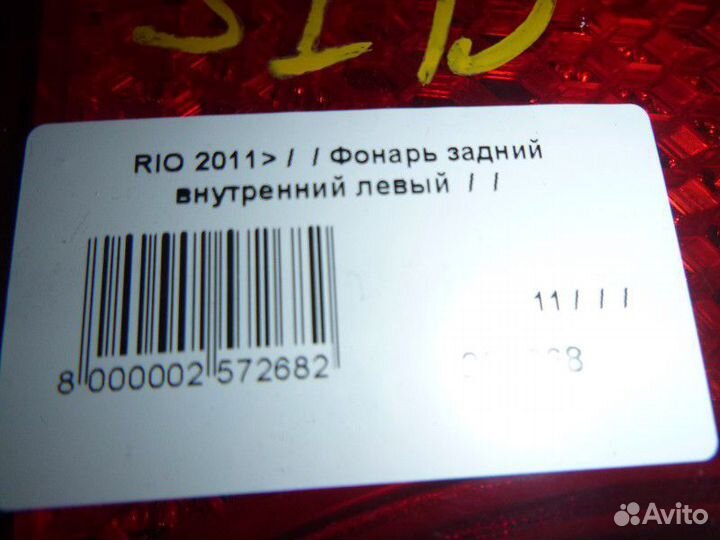 RIO 2011> / / Фонарь задний
внутренний левый / /
11 / / /
8 000002 572682
Avito